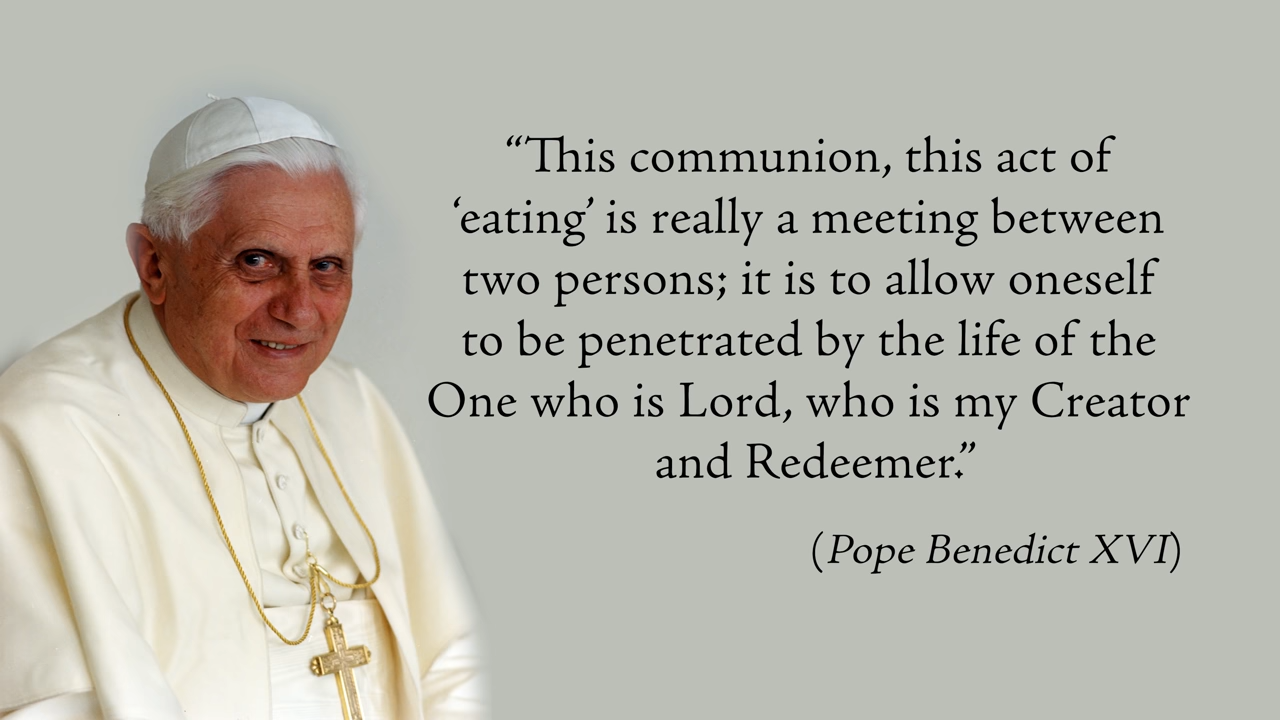 “This communion, this act of
‘eating’ is really a meeting between
two persons; it is to allow oneself
to be penetrated by the life of the
One who is Lord, who is my Creator
and Redeemer.”
(Pope Benedict XVI)